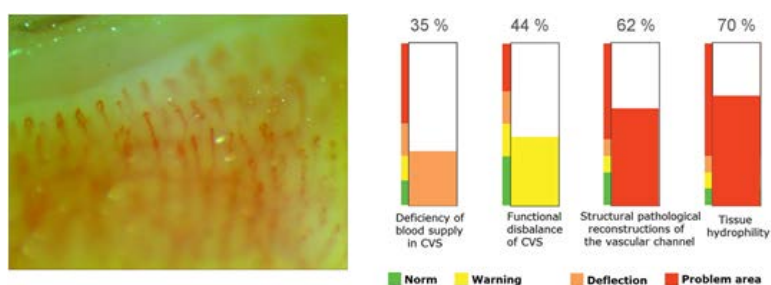 35 %
44 %
62 %
70 %
Deficiency of
blood supply
in CVS
Functional
disbalance
of CVS
Structural pathological
reconstructions of
the vascular channel
Tissue
hydrophility
Norm
Warning
Deflection
Problem area